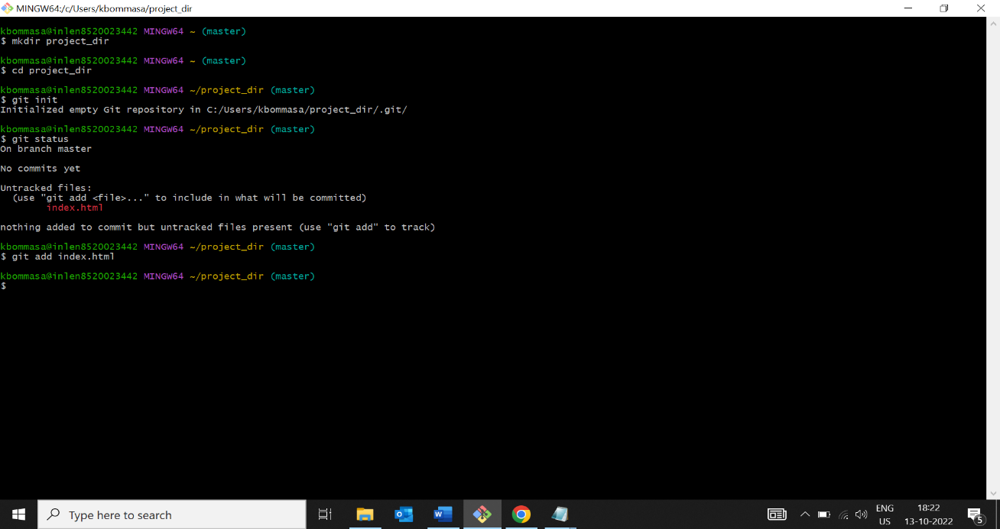 MINGW64:/c/Users/kbommasa/project_dir
kbommasa@inlen8520023442 MINGW64 ~ (master)
$ mkdir project_dir
kbommasa@inlen8520023442 MINGW64 ~ (master)
$ cd project_dir
kbommasa@inlen8520023442 MINGW64 ~/project_dir (master)
$ git init
Initialized empty Git repository in C:/Users/kbommasa/project_dir/.git/
kbommasa@inlen8520023442 MINGW64 ~/project_dir (master)
$ git status
On branch master
No commits yet
Untracked files:
(use "git add <file>..." to include in what will be committed)
index.html
nothing added to commit but untracked files present (use "git add" to track)
kbommasa@inlen8520023442 MINGW64 ~/project_dir (master)
$ git add index.html
kbommasa@inlen8520023442 MINGW64 ~/project_dir (master)
$
Type here to search
ENG
US
18:22
13-10-2022
5